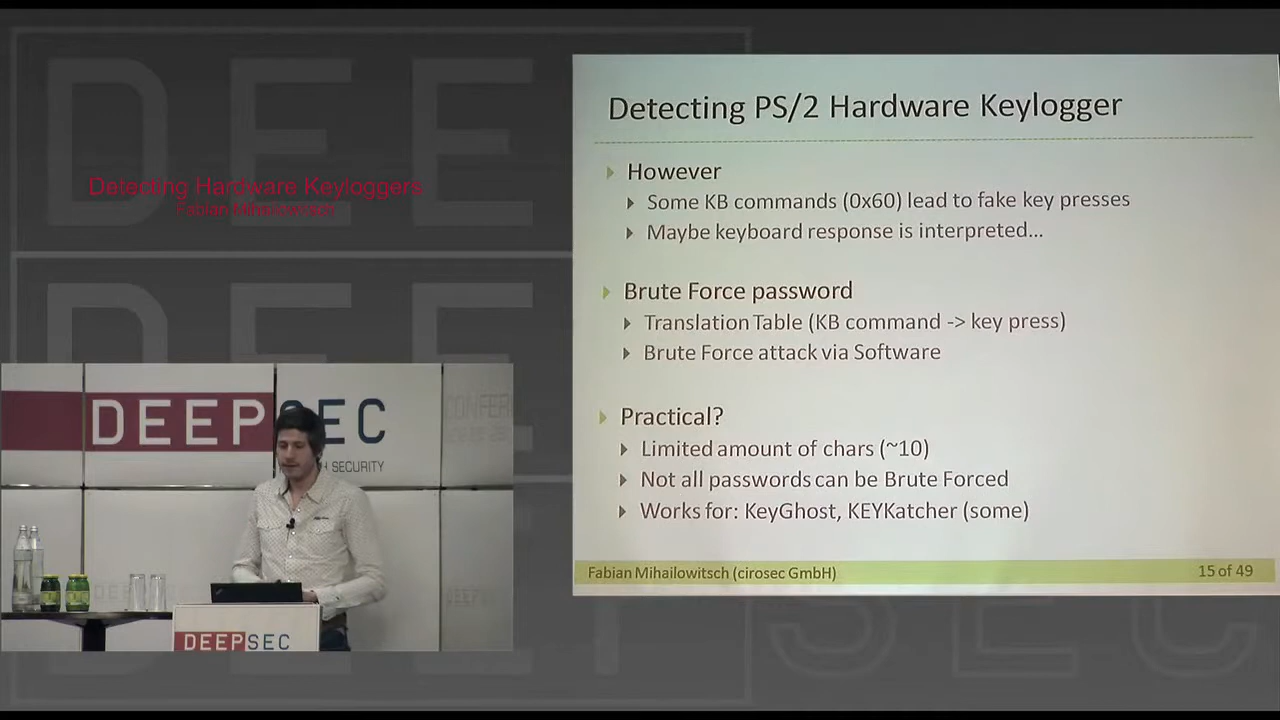 Detecting Hardware Keyloggers
Fabian Mihailowitsch
Detecting PS/2 Hardware Keylogger
However
Some KB commands (0x60) lead to fake key presses
Maybe keyboard response is interpreted...
Brute Force password
Translation Table (KB command -> key press)
Brute Force attack via Software
Practical?
Limited amount of chars (~10)
Not all passwords can be Brute Forced
Works for: KeyGhost, KEYKatcher (some)
Fabian Mihailowitsch (cirosec GmbH)
15 of 49
DEEPSEC
SECURITY
DEEPSEC